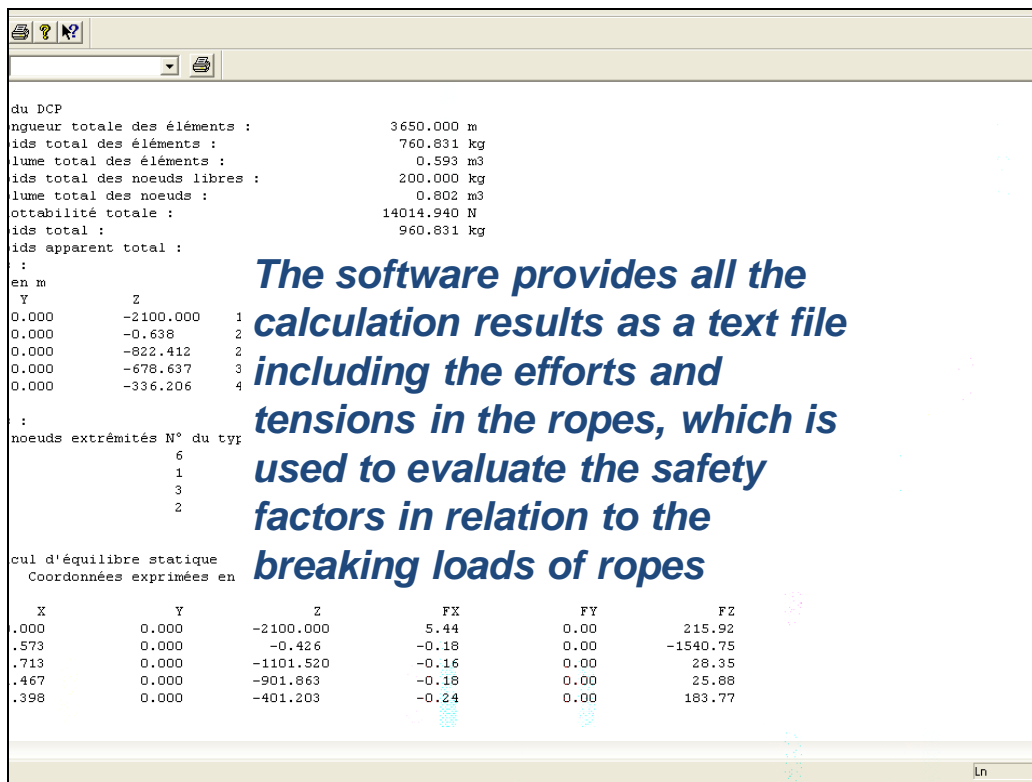 du DCP
ngueur totale des éléments : 3650.000 m
ids total des éléments : 760.831 kg
lume total des éléments : 0.593 m3
ids total des noeuds libres : 200.000 kg
lume total des noeuds : 0.802 m3
ottabilité totale : 14014.940 N
ids total : 960.831 kg
ids apparent total :
:
en m
Y Z
0.000 -2100.000 1
0.000 -0.638 2
0.000 -822.412 2
0.000 -678.637 3
0.000 -336.206 4
:
noeuds extrêmités N° du typ
6
1
3
2
The software provides all the
calculation results as a text file
including the efforts and
tensions in the ropes, which is
used to evaluate the safety
factors in relation to the
breaking loads of ropes
cul d'équilibre statique
Coordonnées exprimées en
X Y Z FX FY FZ
.000 0.000 -2100.000 5.44 0.00 215.92
.573 0.000 -0.426 -0.18 0.00 -1540.75
.713 0.000 -1101.520 -0.16 0.00 28.35
.467 0.000 -901.863 -0.18 0.00 25.88
.398 0.000 -401.203 -0.24 0.00 183.77
Ln